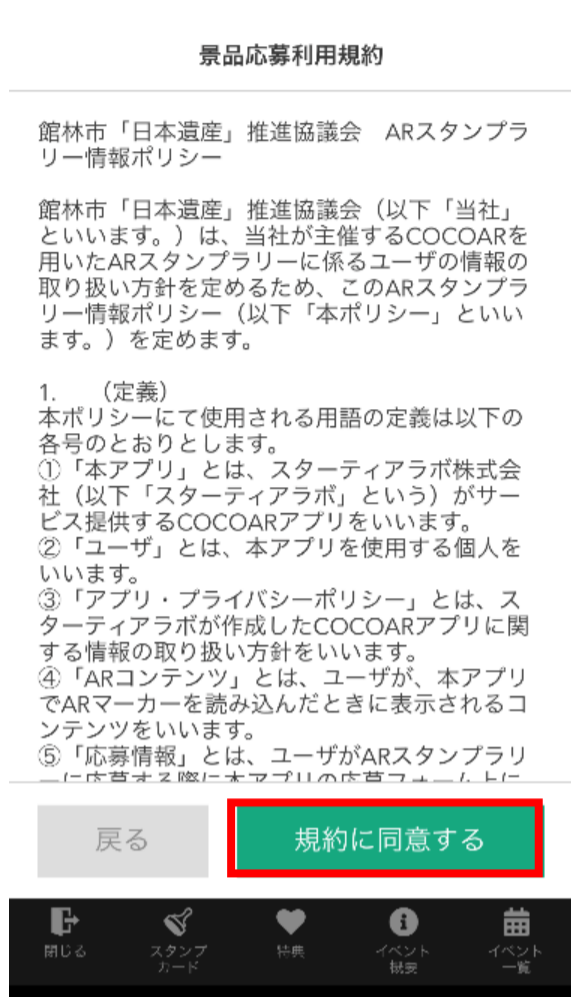 景品応募利用規約
館林市「日本遺産」推進協議会　ARスタンプラ
リー情報ポリシー
館林市「日本遺産」推進協議会（以下「当社」
といいます。）は、当社が主催するCOCOARを
用いたARスタンプラリーに係るユーザの情報の
取り扱い方針を定めるため、このARスタンプラ
リー情報ポリシー（以下「本ポリシー」といい
ます。）を定めます。
1.　（定義）
本ポリシーにて使用される用語の定義は以下の
各号のとおりとします。
①「本アプリ」とは、スターティアラボ株式会
社（以下「スターティアラボ」という）がサー
ビス提供するCOCOARアプリをいいます。
②「ユーザ」とは、本アプリを使用する個人を
いいます。
③「アプリ・プライバシーポリシー」とは、ス
ターティアラボが作成したCOCOARアプリに関
する情報の取り扱い方針をいいます。
④「ARコンテンツ」とは、ユーザが、本アプリ
でARマーカーを読み込んだときに表示されるコ
ンテンツをいいます。
⑤「応募情報」とは、ユーザがARスタンプラリ
ーに応募する際に本アプリの応募フォーム上に
戻る
規約に同意する
閉じる
スタンプ
カード
特典
イベント
概要
イベント
一覧